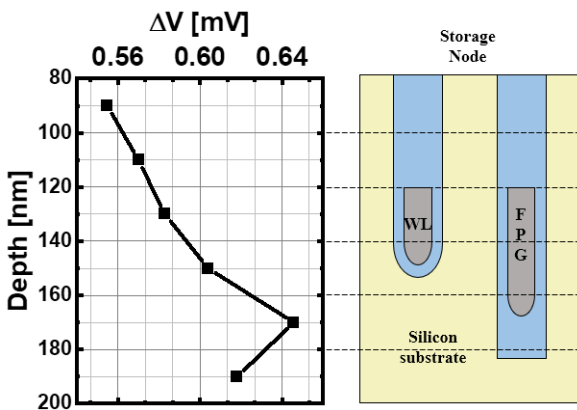 ΔV [mV]
0.56 0.60 0.64
Storage
Node
80
100
120
140
160
180
200
Depth [nm]
WL
F
P
G
Silicon
substrate